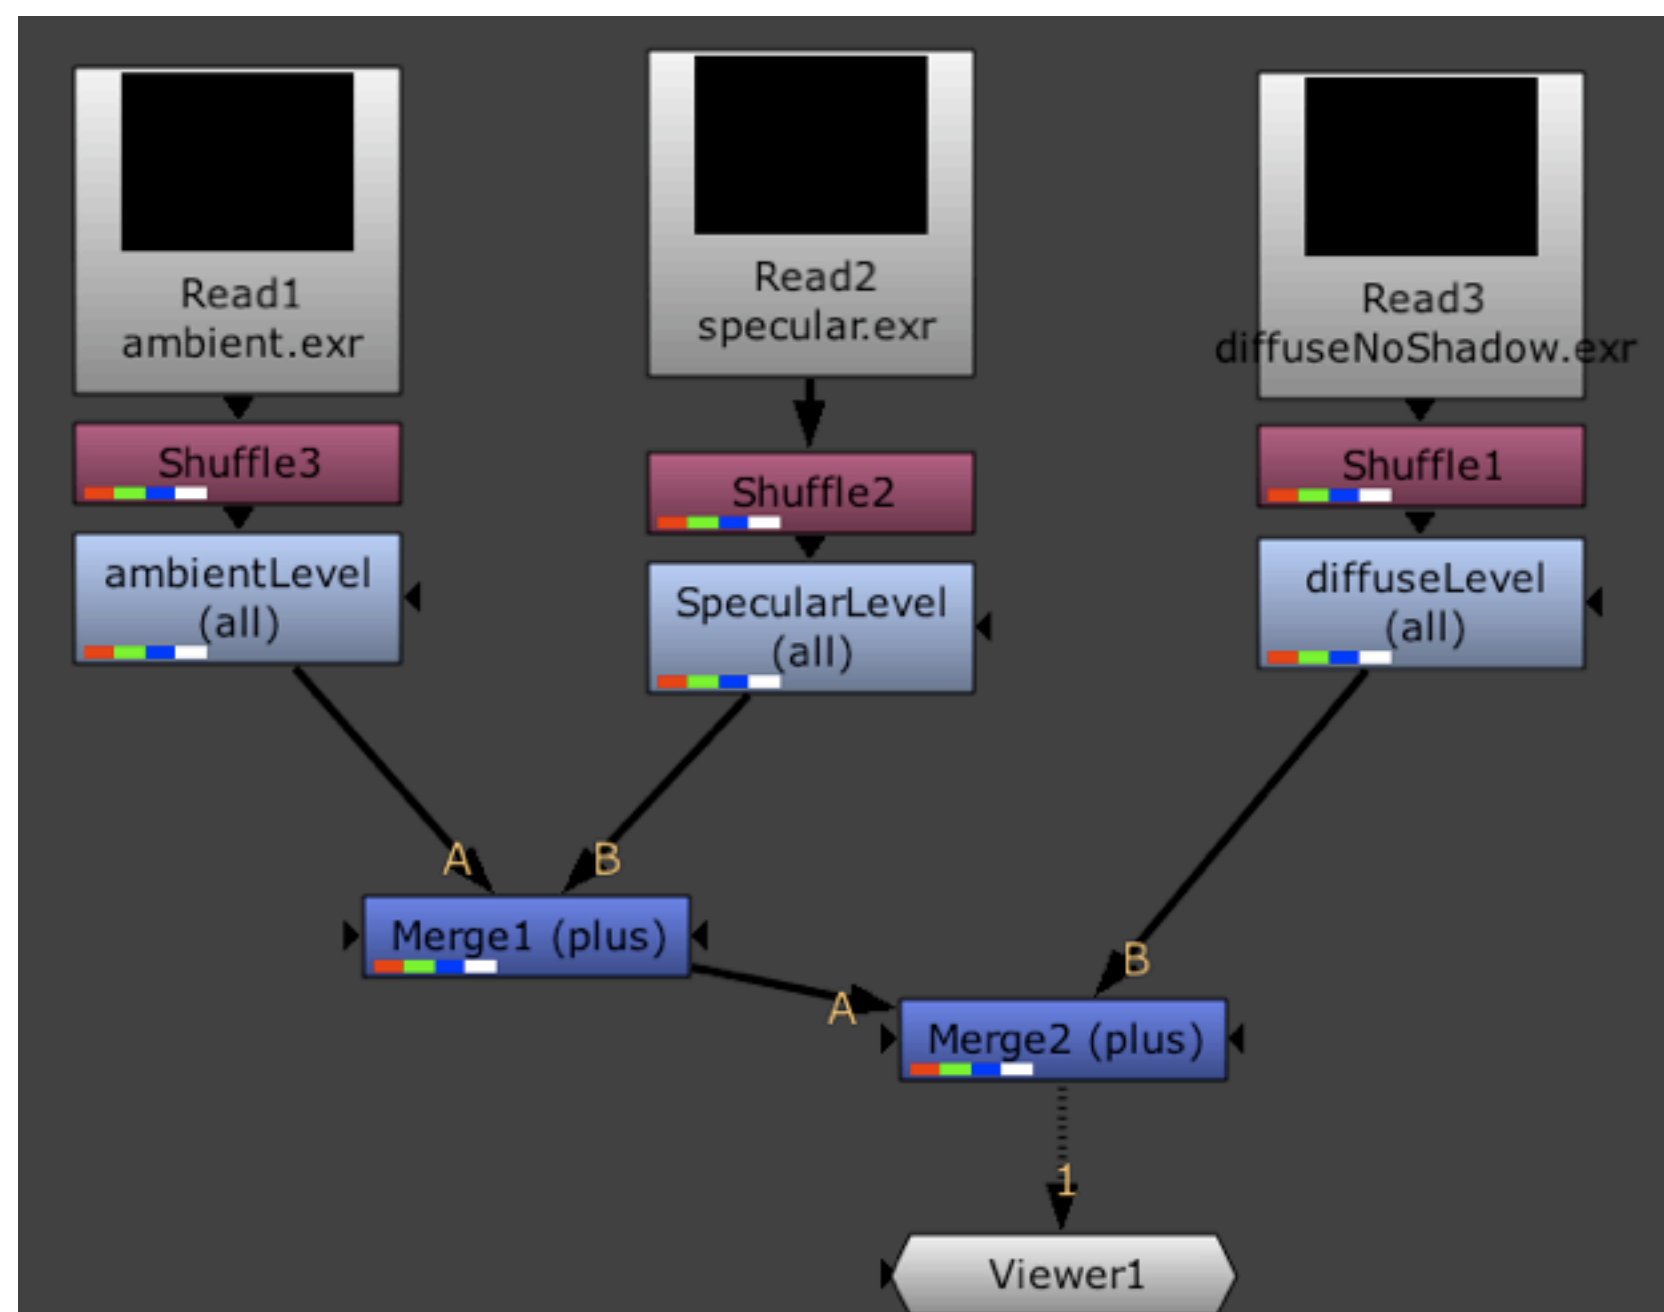 Read1
ambient.exr
Read2
specular.exr
Read3
diffuseNoShadow.exr
Shuffle3
Shuffle2
Shuffle1
ambientLevel
(all)
SpecularLevel
(all)
diffuseLevel
(all)
A
B
Merge1 (plus)
A
B
Merge2 (plus)
1
Viewer1